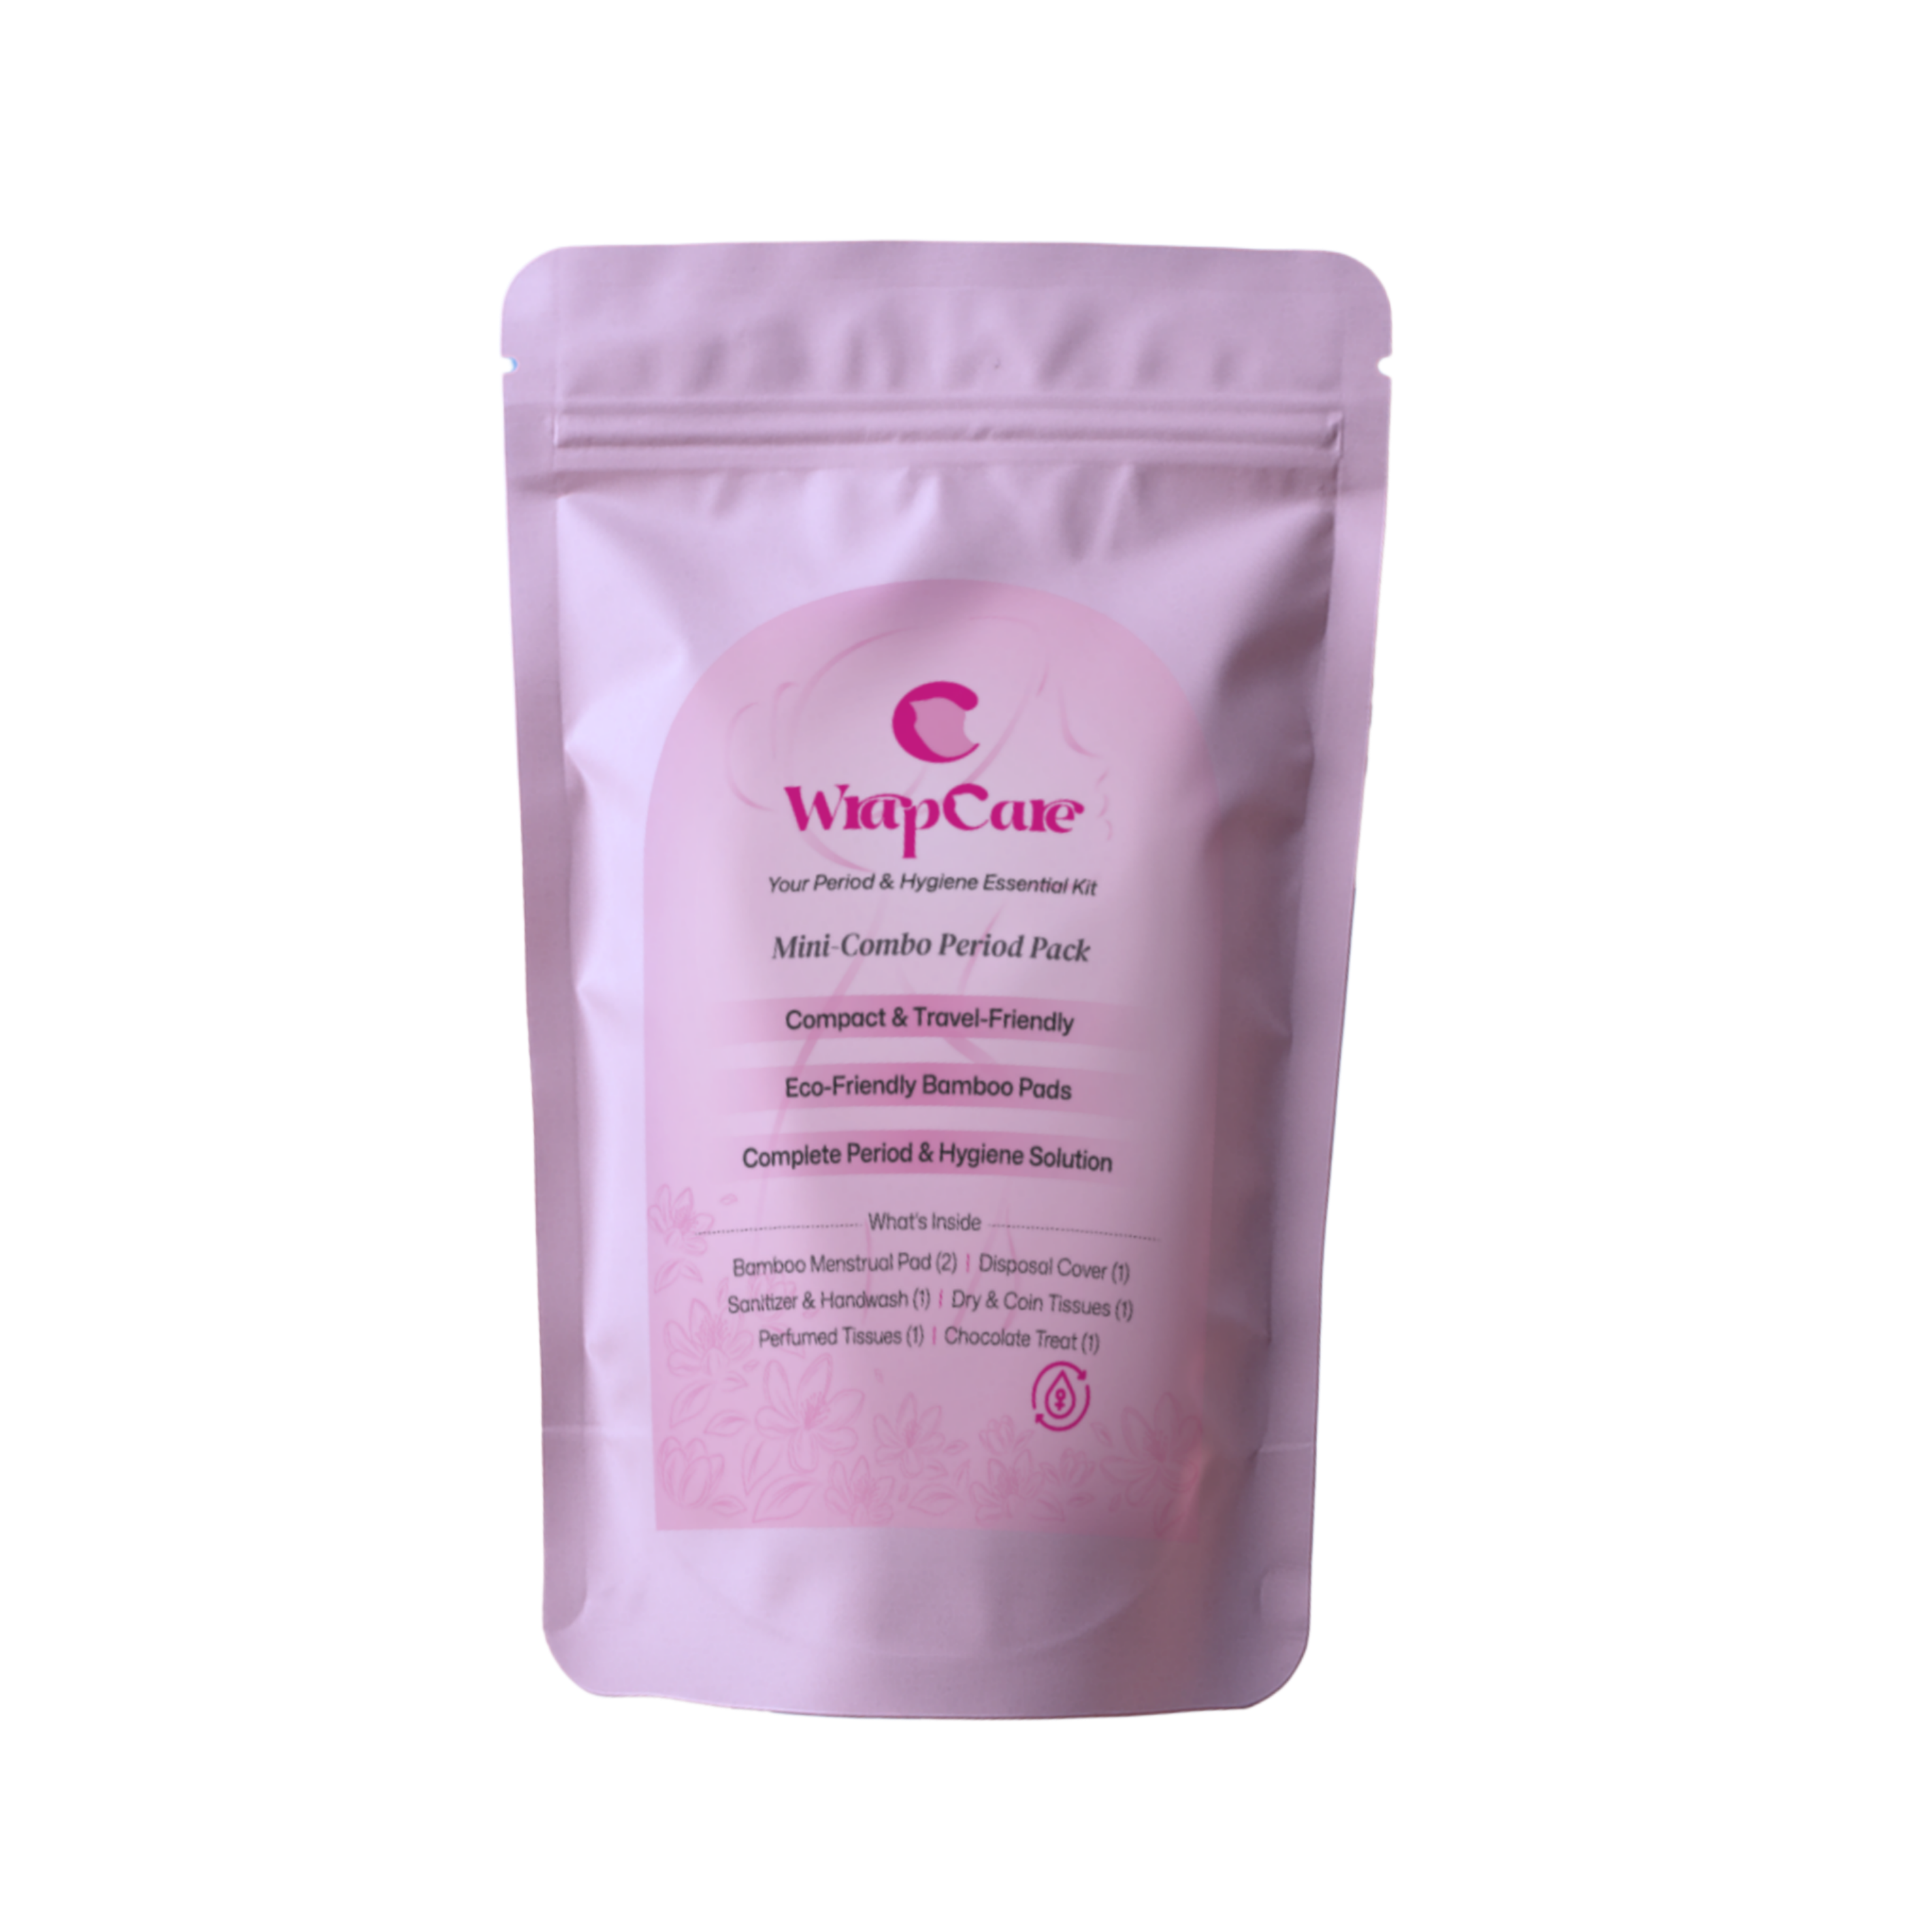 WrapCare
Your Period & Hygiene Essential Kit
Mini-Combo Period Pack
Compact & Travel-Friendly
Eco-Friendly Bamboo Pads
Complete Period & Hygiene Solution
What's Inside
Bamboo Menstrual Pad (2) | Disposal Cover (1)
Sanitizer & Handwash (1) | Dry & Coin Tissues (1)
Perfumed Tissues (1) | Chocolate Treat (1)